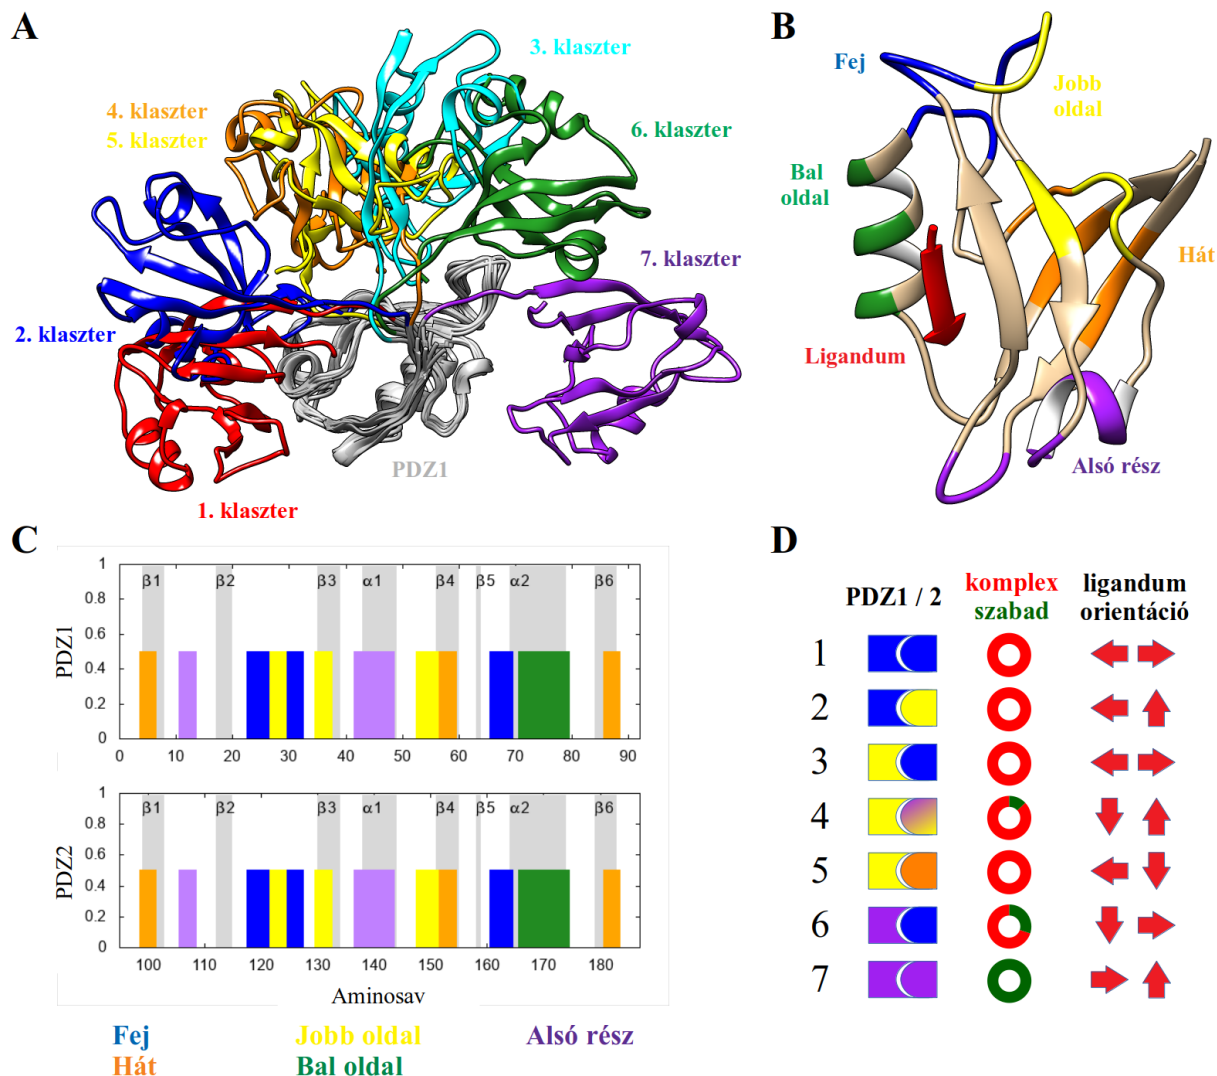 A
3. klaszter
4. klaszter
5. klaszter
6. klaszter
7. klaszter
2. klaszter
PDZ1
1. klaszter
B
Fej
Jobb
oldal
Bal
oldal
Hát
Ligandum
Alsó rész
C
PDZ1
1
0.8
0.6
0.4
0.2
0
β1 β2 β3 α1 β4 β5 α2 β6
0 10 20 30 40 50 60 70 80 90
PDZ2
1
0.8
0.6
0.4
0.2
0
β1 β2 β3 α1 β4 β5 α2 β6
100 110 120 130 140 150 160 170 180
Aminosav
Fej Jobb oldal Alsó rész
Hát Bal oldal
D
PDZ1 / 2
komplex
szabad
ligandum
orientáció
1
2
3
4
5
6
7